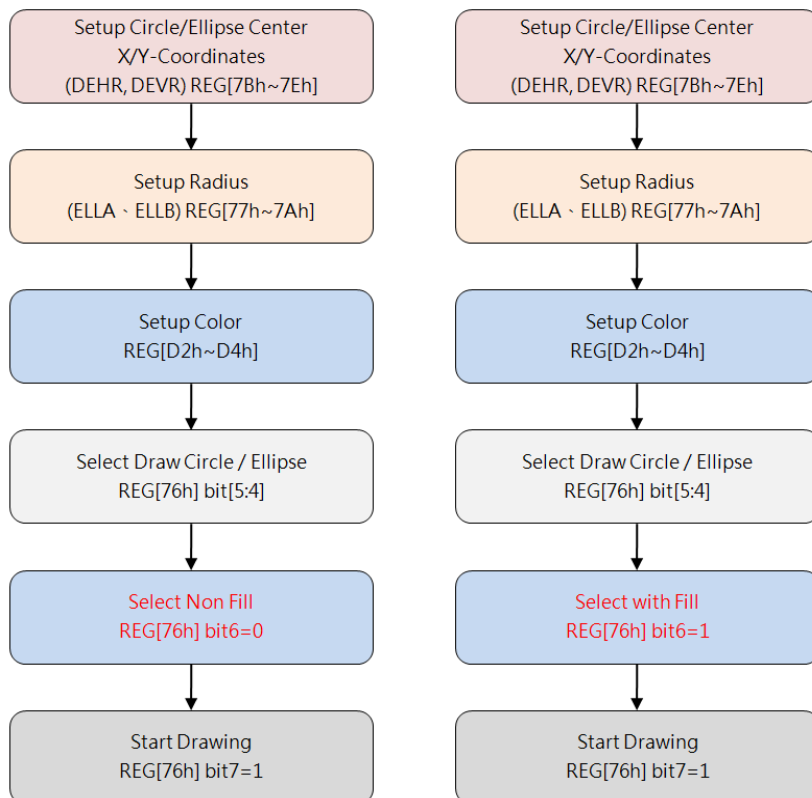 Setup Circle/Ellipse Center
X/Y-Coordinates
(DEHR, DEVR) REG[7Bh~7Eh]
Setup Radius
(ELLA、ELLB) REG[77h~7Ah]
Setup Color
REG[D2h~D4h]
Select Draw Circle / Ellipse
REG[76h] bit[5:4]
Select Non Fill
REG[76h] bit6=0
Start Drawing
REG[76h] bit7=1
Setup Circle/Ellipse Center
X/Y-Coordinates
(DEHR, DEVR) REG[7Bh~7Eh]
Setup Radius
(ELLA、ELLB) REG[77h~7Ah]
Setup Color
REG[D2h~D4h]
Select Draw Circle / Ellipse
REG[76h] bit[5:4]
Select with Fill
REG[76h] bit6=1
Start Drawing
REG[76h] bit7=1